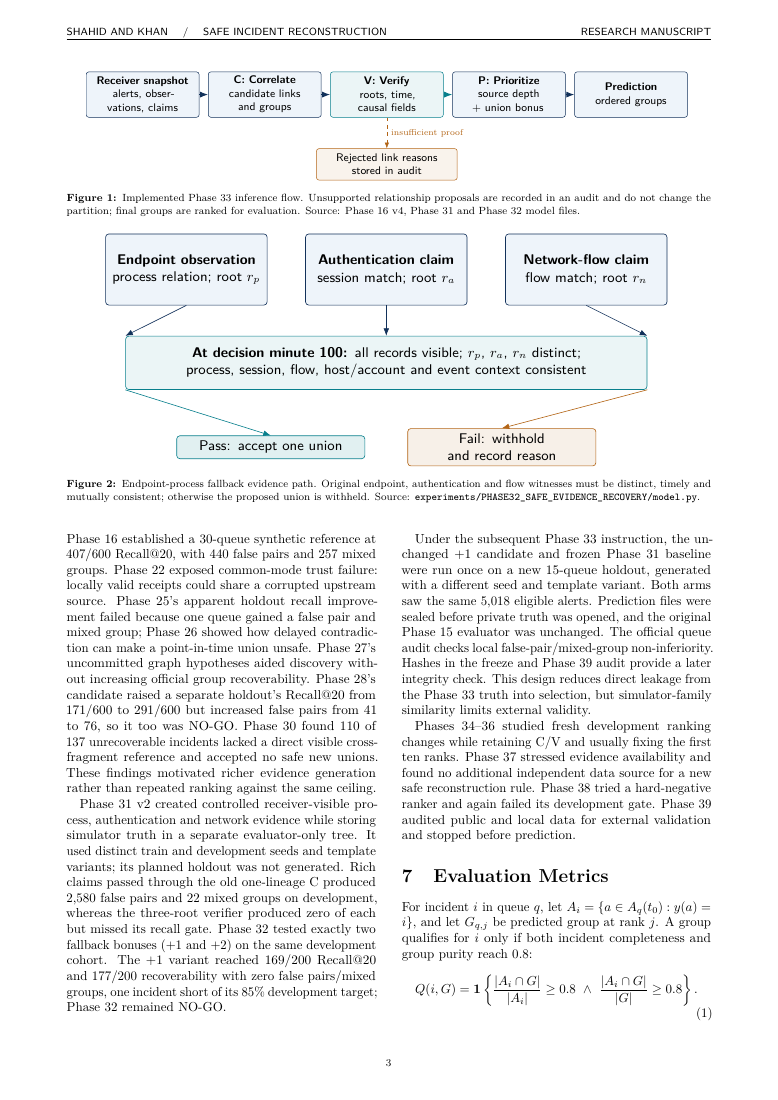 SHAHID AND KHAN / SAFE INCIDENT RECONSTRUCTION
RESEARCH MANUSCRIPT
Receiver snapshot
alerts, obser-
vations, claims
C: Correlate
candidate links
and groups
V: Verify
roots, time,
causal fields
P: Prioritize
source depth
+ union bonus
Prediction
ordered groups
insufficient proof
Rejected link reasons
stored in audit
Figure 1: Implemented Phase 33 inference flow. Unsupported relationship proposals are recorded in an audit and do not change the
partition; final groups are ranked for evaluation. Source: Phase 16 v4, Phase 31 and Phase 32 model files.
Endpoint observation
process relation; root rₚ
Authentication claim
session match; root rₐ
Network-flow claim
flow match; root rₙ
At decision minute 100: all records visible; rₚ, rₐ, rₙ distinct;
process, session, flow, host/account and event context consistent
Pass: accept one union
Fail: withhold
and record reason
Figure 2: Endpoint-process fallback evidence path. Original endpoint, authentication and flow witnesses must be distinct, timely and
mutually consistent; otherwise the proposed union is withheld. Source: experiments/PHASE32_SAFE_EVIDENCE_RECOVERY/model.py.
Phase 16 established a 30-queue synthetic reference at
407/600 Recall@20, with 440 false pairs and 257 mixed
groups. Phase 22 exposed common-mode trust failure:
locally valid receipts could share a corrupted upstream
source. Phase 25's apparent holdout recall improve-
ment failed because one queue gained a false pair and
mixed group; Phase 26 showed how delayed contradic-
tion can make a point-in-time union unsafe. Phase 27's
uncommitted graph hypotheses aided discovery with-
out increasing official group recoverability. Phase 28's
candidate raised a separate holdout's Recall@20 from
171/600 to 291/600 but increased false pairs from 41
to 76, so it too was NO-GO. Phase 30 found 110 of
137 unrecoverable incidents lacked a direct visible cross-
fragment reference and accepted no safe new unions.
These findings motivated richer evidence generation
rather than repeated ranking against the same ceiling.
Phase 31 v2 created controlled receiver-visible pro-
cess, authentication and network evidence while storing
simulator truth in a separate evaluator-only tree. It
used distinct train and development seeds and template
variants; its planned holdout was not generated. Rich
claims passed through the old one-lineage C produced
2,580 false pairs and 22 mixed groups on development,
whereas the three-root verifier produced zero of each
but missed its recall gate. Phase 32 tested exactly two
fallback bonuses (+1 and +2) on the same development
cohort. The +1 variant reached 169/200 Recall@20
and 177/200 recoverability with zero false pairs/mixed
groups, one incident short of its 85% development target;
Phase 32 remained NO-GO.
Under the subsequent Phase 33 instruction, the un-
changed +1 candidate and frozen Phase 31 baseline
were run once on a new 15-queue holdout, generated
with a different seed and template variant. Both arms
saw the same 5,018 eligible alerts. Prediction files were
sealed before private truth was opened, and the original
Phase 15 evaluator was unchanged. The official queue
audit checks local false-pair/mixed-group non-inferiority.
Hashes in the freeze and Phase 39 audit provide a later
integrity check. This design reduces direct leakage from
the Phase 33 truth into selection, but simulator-family
similarity limits external validity.
Phases 34–36 studied fresh development ranking
changes while retaining C/V and usually fixing the first
ten ranks. Phase 37 stressed evidence availability and
found no additional independent data source for a new
safe reconstruction rule. Phase 38 tried a hard-negative
ranker and again failed its development gate. Phase 39
audited public and local data for external validation
and stopped before prediction.
7 Evaluation Metrics
For incident i in queue q, let Aᵢ = {a ∈ A_q(t₀) : y(a) =
i}, and let G_{q,j} be predicted group at rank j. A group
qualifies for i only if both incident completeness and
group purity reach 0.8:
Q(i, G) = 1 { |Aᵢ ∩ G| / |Aᵢ| ≥ 0.8 ∧ |Aᵢ ∩ G| / |G| ≥ 0.8 } .
(1)
3